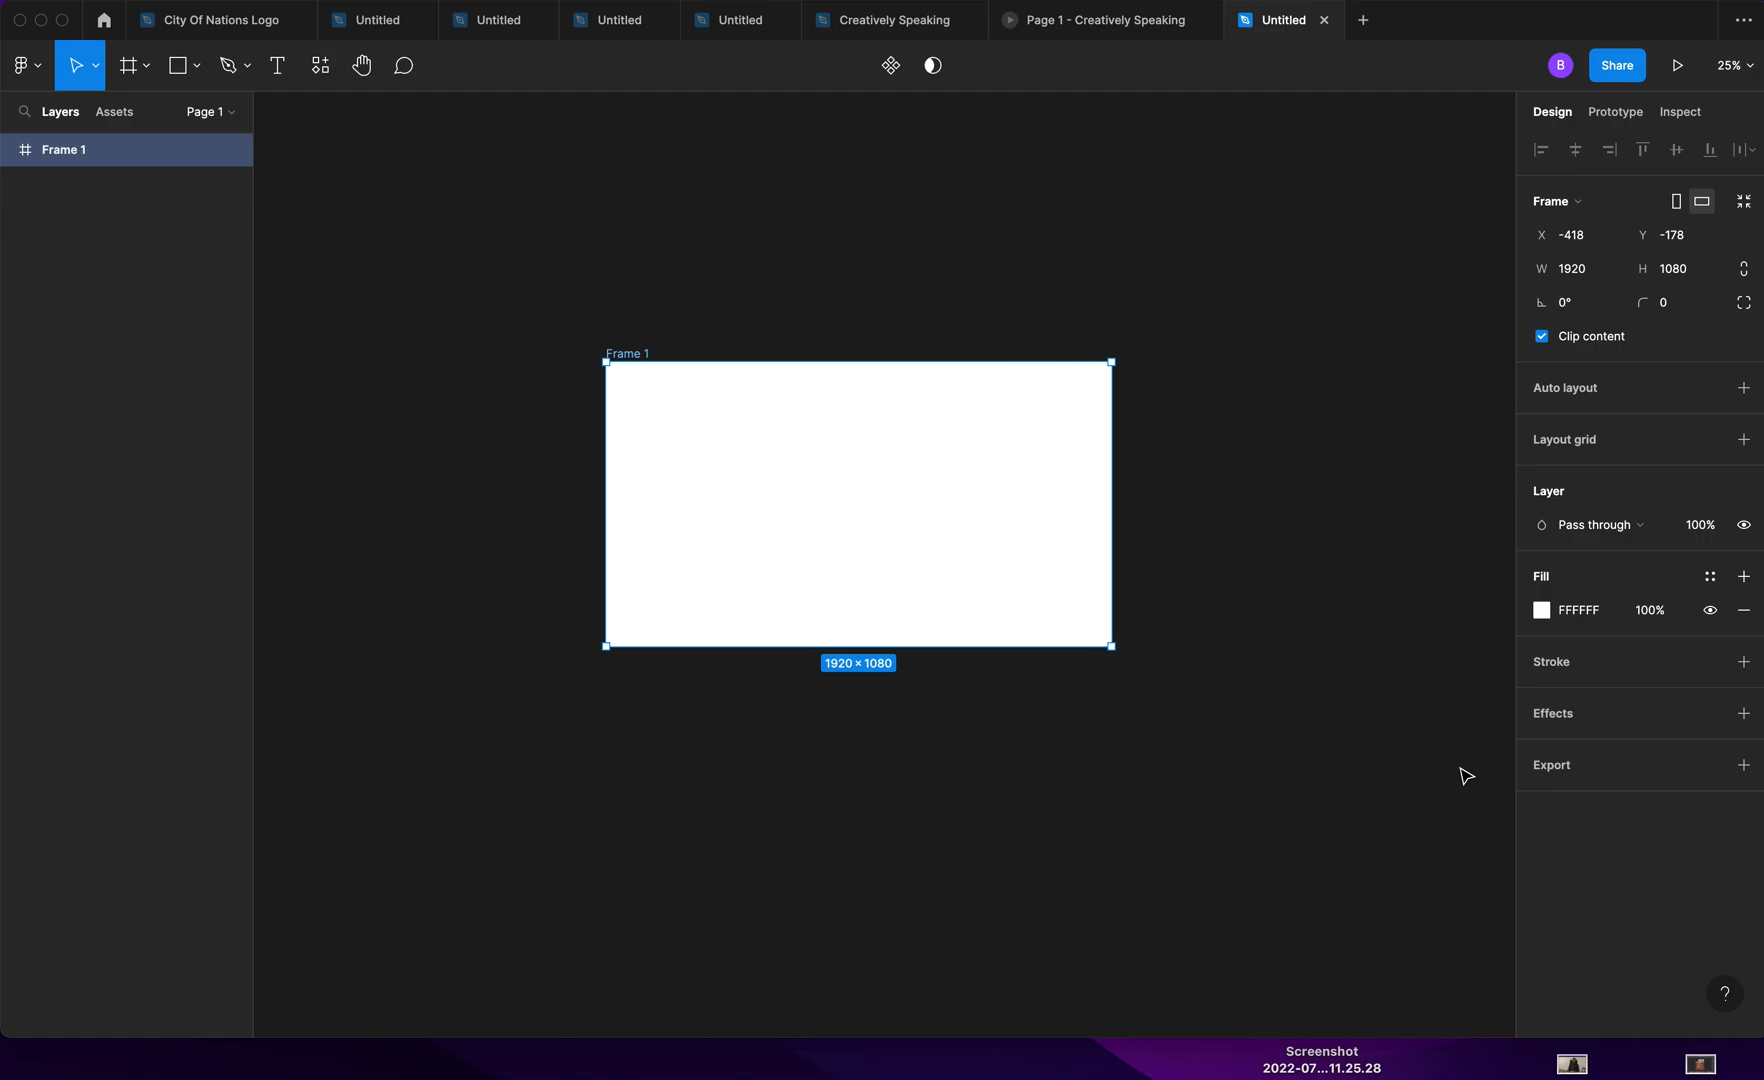 City Of Nations Logo
Untitled
Untitled
Untitled
Untitled
Creatively Speaking
Page 1 - Creatively Speaking
Untitled
B
Share
25%
Layers
Assets
Page 1
Frame 1
Frame 1
1920 × 1080
Design
Prototype
Inspect
Frame
X -418
Y -178
W 1920
H 1080
0°
0
Clip content
Auto layout
Layout grid
Layer
Pass through
100%
Fill
FFFFFF
100%
Stroke
Effects
Export
?
Screenshot
2022-07...11.25.28